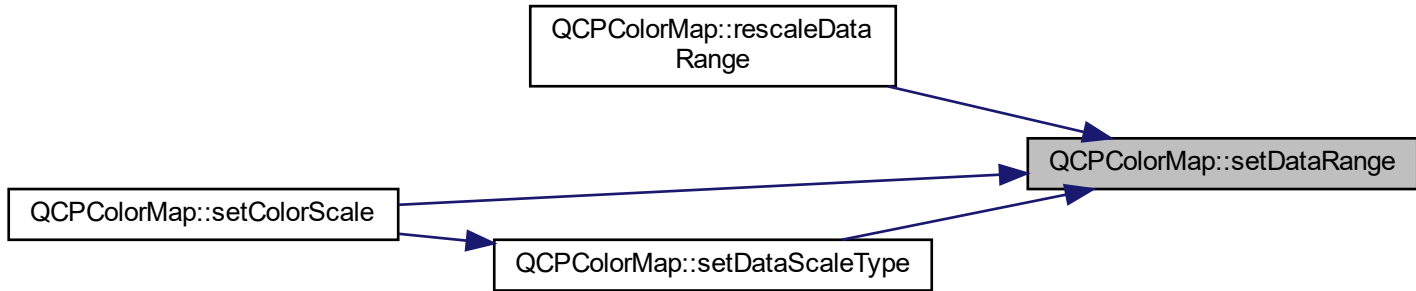 QCPColorMap::rescaleData
Range
QCPColorMap::setDataRange
QCPColorMap::setColorScale
QCPColorMap::setDataScaleType